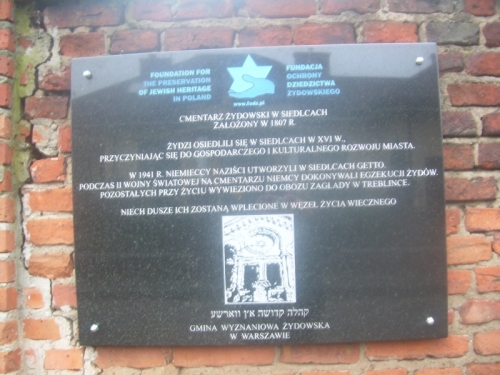 FOUNDATION FOR
THE PRESERVATION
OF JEWISH HERITAGE
IN POLAND
FUNDACJA
OCHRONY
DZIEDZICTWA
ŻYDOWSKIEGO
www.fodz.pl
CMENTARZ ŻYDOWSKI W SIEDLCACH
ZAŁOŻONY W 1807 R.
ŻYDZI OSIEDLILI SIĘ W SIEDLCACH W XVI W.,
PRZYCZYNIAJĄC SIĘ DO GOSPODARCZEGO I KULTURALNEGO ROZWOJU MIASTA.
W 1941 R. NIEMIECCY NAZIŚCI UTWORZYLI W SIEDLCACH GETTO.
PODCZAS II WOJNY ŚWIATOWEJ NA CMENTARZU NIEMCY DOKONYWALI EGZEKUCJI ŻYDÓW.
POZOSTAŁYCH PRZY ŻYCIU WYWIEZIONO DO OBOZU ZAGŁADY W TREBLINCE.
NIECH DUSZE ICH ZOSTANĄ WPLECIONE W WĘZEŁ ŻYCIA WIECZNEGO
קהלה קדושה אין ווארשע
GMINA WYZNANIOWA ŻYDOWSKA
W WARSZAWIE